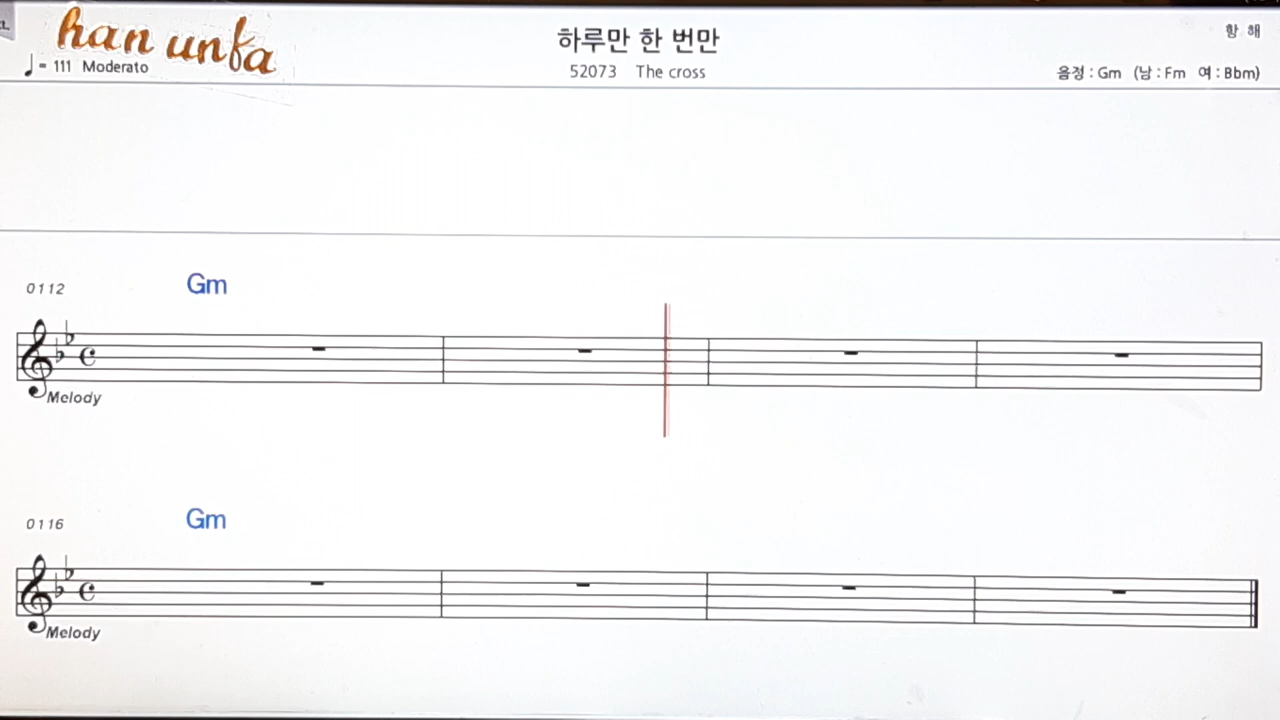 han unfa
하루만 한 번만
항 해
♩= 111 Moderato
52073 The cross
음정 : Gm (남 : Fm 여 : Bbm)
0112
Gm
Melody
0116
Gm
Melody